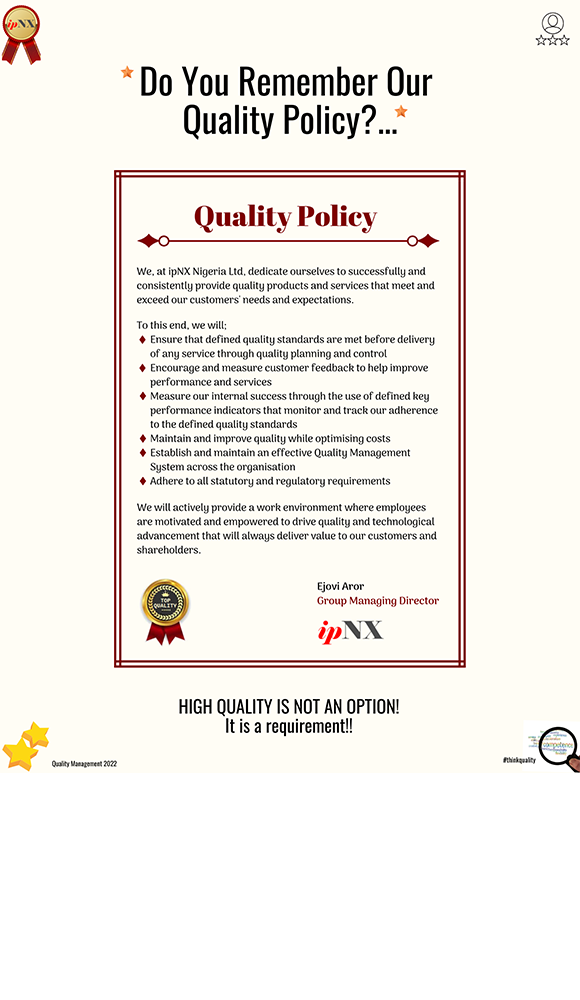 ipNX
Do You Remember Our
Quality Policy?...
Quality Policy
We, at ipNX Nigeria Ltd, dedicate ourselves to successfully and
consistently provide quality products and services that meet and
exceed our customers' needs and expectations.
To this end, we will;
Ensure that defined quality standards are met before delivery
of any service through quality planning and control
Encourage and measure customer feedback to help improve
performance and services
Measure our internal success through the use of defined key
performance indicators that monitor and track our adherence
to the defined quality standards
Maintain and improve quality while optimising costs
Establish and maintain an effective Quality Management
System across the organisation
Adhere to all statutory and regulatory requirements
We will actively provide a work environment where employees
are motivated and empowered to drive quality and technological
advancement that will always deliver value to our customers and
shareholders.
TOP
QUALITY
Ejovi Aror
Group Managing Director
ipNX
HIGH QUALITY IS NOT AN OPTION!
It is a requirement!!
Quality Management 2022
#thinkquality
competence